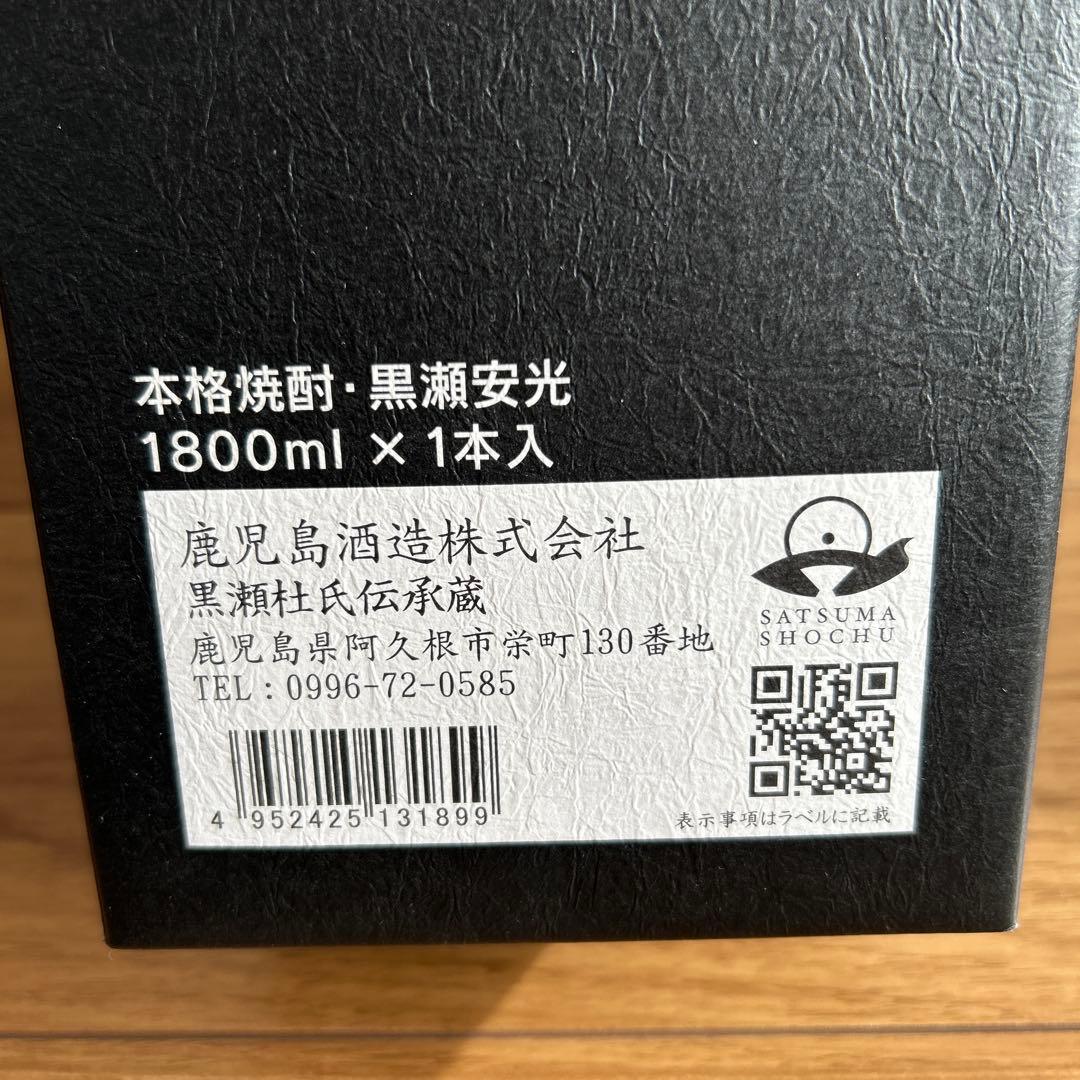 本格焼酎・黒瀬安光
1800ml × 1本入
鹿児島酒造株式会社
黒瀬杜氏伝承蔵
鹿児島県阿久根市栄町130番地
TEL：0996-72-0585
SATSUMA
SHOCHU
4 952425 131899
表示事項はラベルに記載